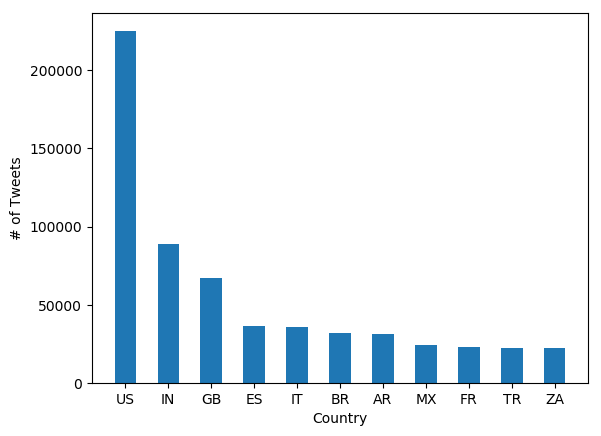 200000
150000
100000
50000
0
# of Tweets
US IN GB ES IT BR AR MX FR TR ZA
Country